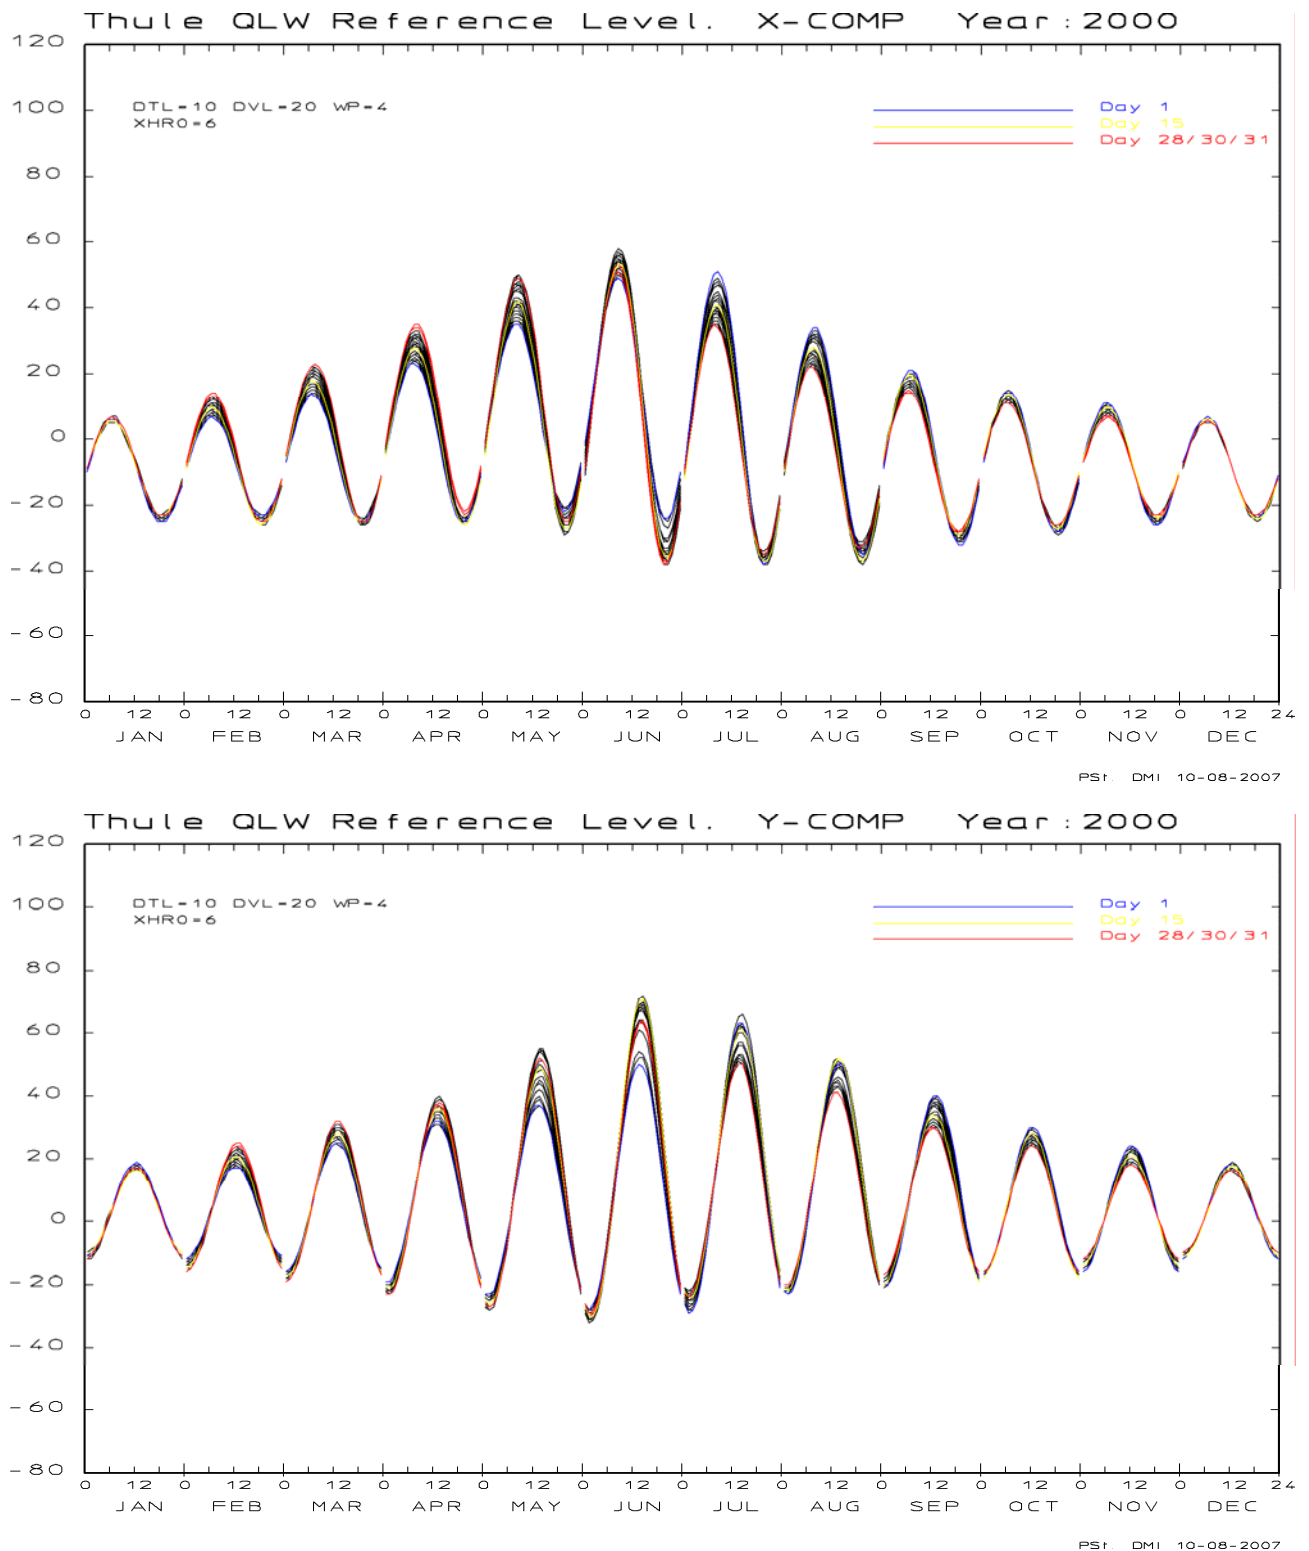 Thule QLW Reference Level. X-COMP Year:2000
120
DTL=10 DVL=20 WP=4
XHR0=6
Day 1
Day 15
Day 28/30/31
100
80
60
40
20
0
-20
-40
-60
-80
0 12 0 12 0 12 0 12 0 12 0 12 0 12 0 12 0 12 0 12 0 12 0 12 24
JAN FEB MAR APR MAY JUN JUL AUG SEP OCT NOV DEC
PSt. DMI 10-08-2007
Thule QLW Reference Level. Y-COMP Year:2000
120
DTL=10 DVL=20 WP=4
XHR0=6
Day 1
Day 15
Day 28/30/31
100
80
60
40
20
0
-20
-40
-60
-80
0 12 0 12 0 12 0 12 0 12 0 12 0 12 0 12 0 12 0 12 0 12 0 12 24
JAN FEB MAR APR MAY JUN JUL AUG SEP OCT NOV DEC
PSt. DMI 10-08-2007